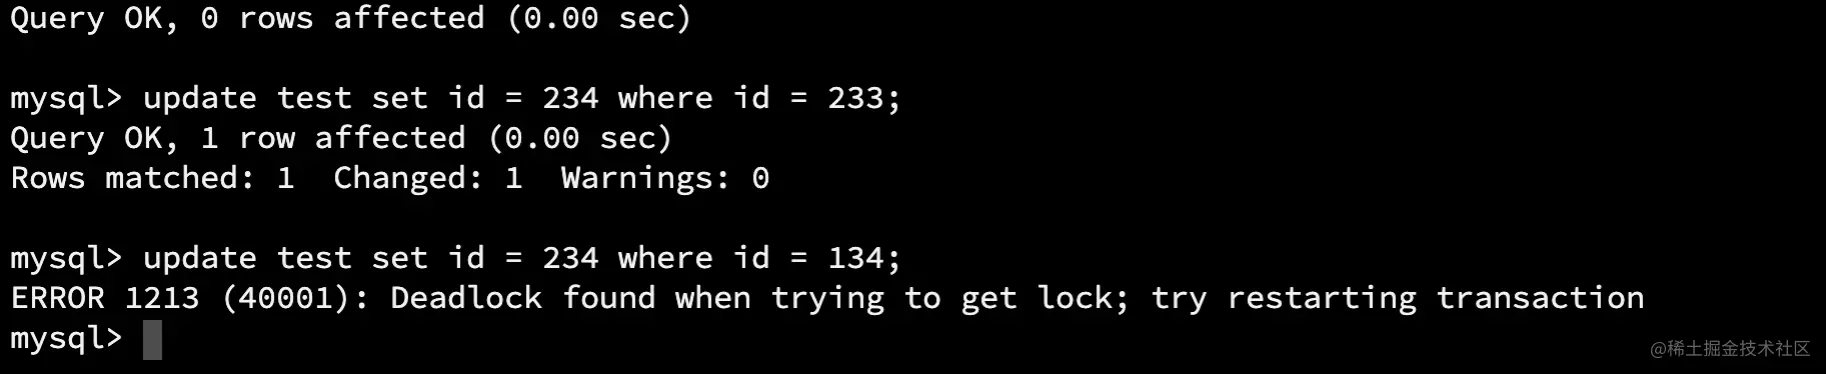 Query OK, 0 rows affected (0.00 sec)
mysql> update test set id = 234 where id = 233;
Query OK, 1 row affected (0.00 sec)
Rows matched: 1  Changed: 1  Warnings: 0
mysql> update test set id = 234 where id = 134;
ERROR 1213 (40001): Deadlock found when trying to get lock; try restarting transaction
mysql>
@稀土掘金技术社区